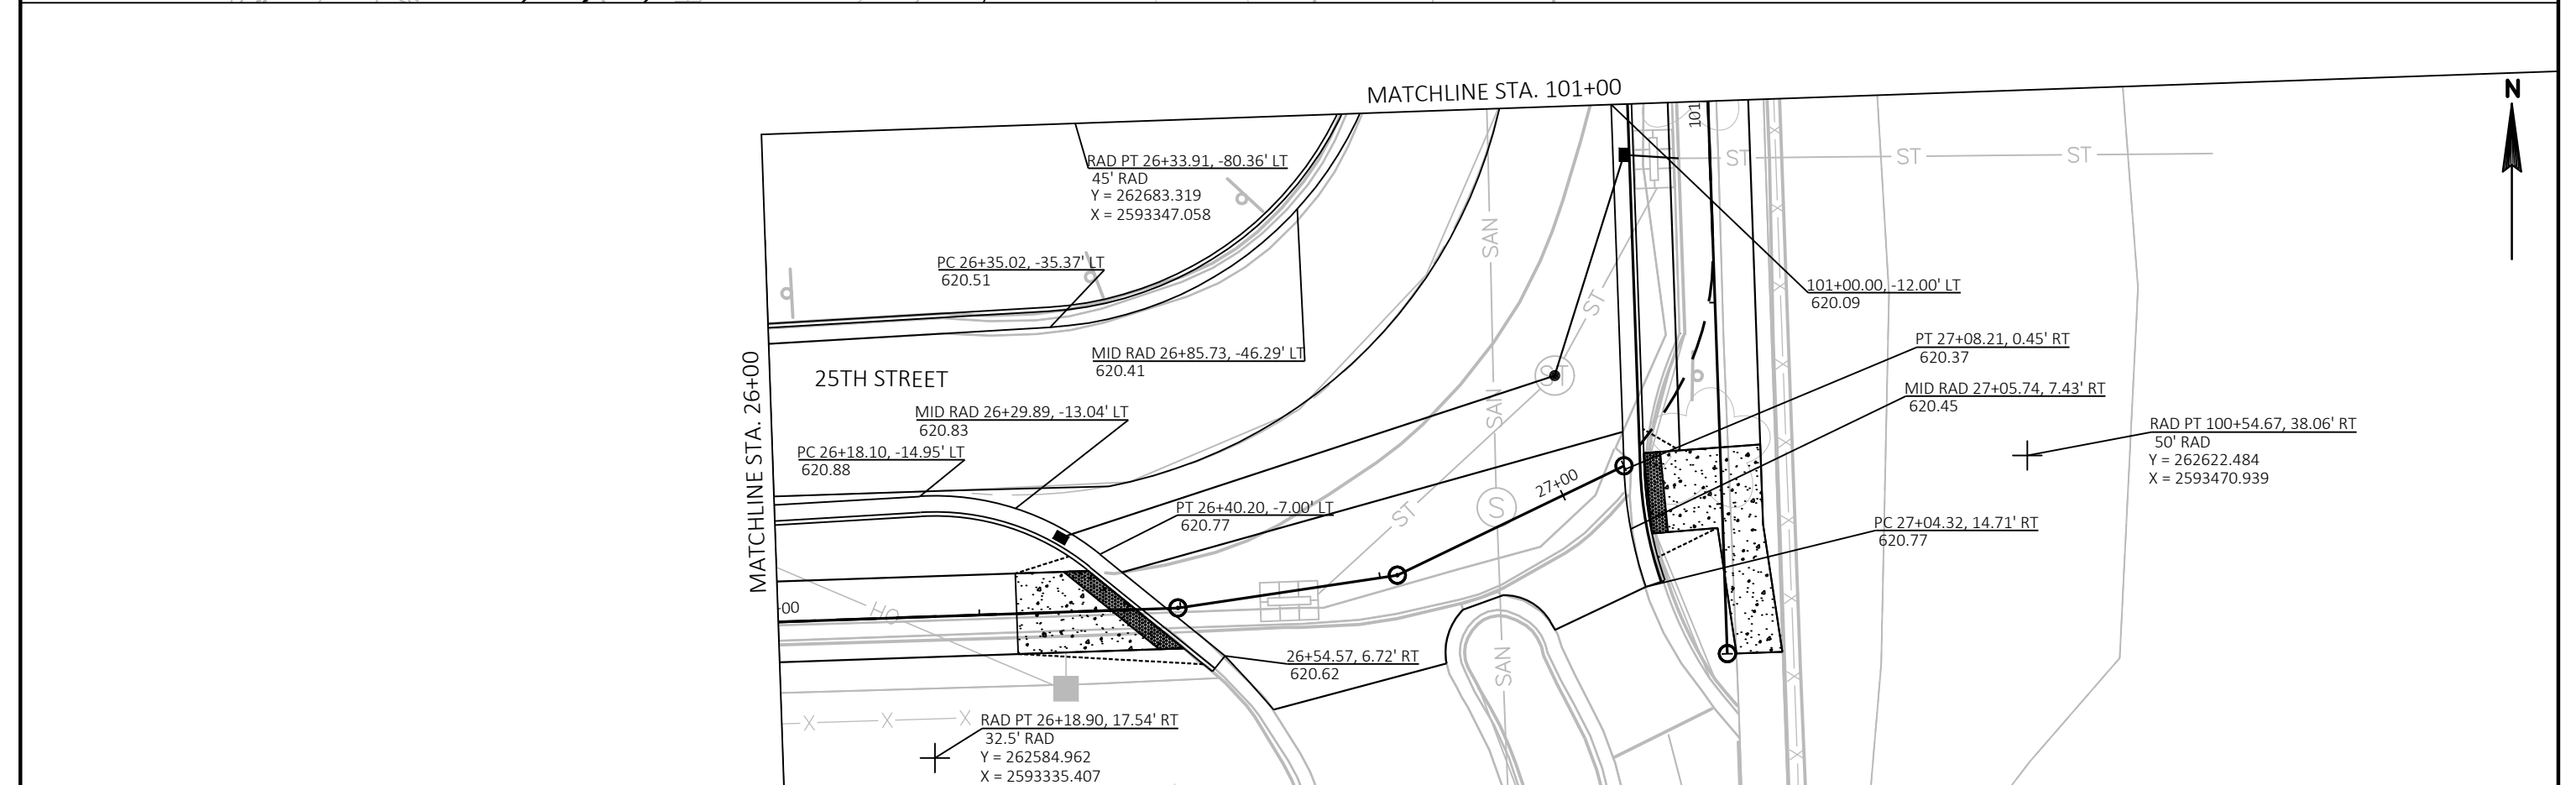 MATCHLINE STA. 101+00
N
101
RAD PT 26+33.91, -80.36' LT
45' RAD
Y = 262683.319
X = 2593347.058
ST
ST
ST
SAN
PC 26+35.02, -35.37' LT
620.51
101+00.00, -12.00' LT
620.09
ST
MID RAD 26+85.73, -46.29' LT
620.41
PT 27+08.21, 0.45' RT
620.37
MATCHLINE STA. 26+00
25TH STREET
ST
SAN
MID RAD 27+05.74, 7.43' RT
620.45
MID RAD 26+29.89, -13.04' LT
620.83
RAD PT 100+54.67, 38.06' RT
50' RAD
Y = 262622.484
X = 2593470.939
PC 26+18.10, -14.95' LT
620.88
27+00
S
PT 26+40.20, -7.00' LT
620.77
ST
PC 27+04.32, 14.71' RT
620.77
-00
HO
26+54.57, 6.72' RT
620.62
SAN
X X X
RAD PT 26+18.90, 17.54' RT
32.5' RAD
Y = 262584.962
X = 2593335.407